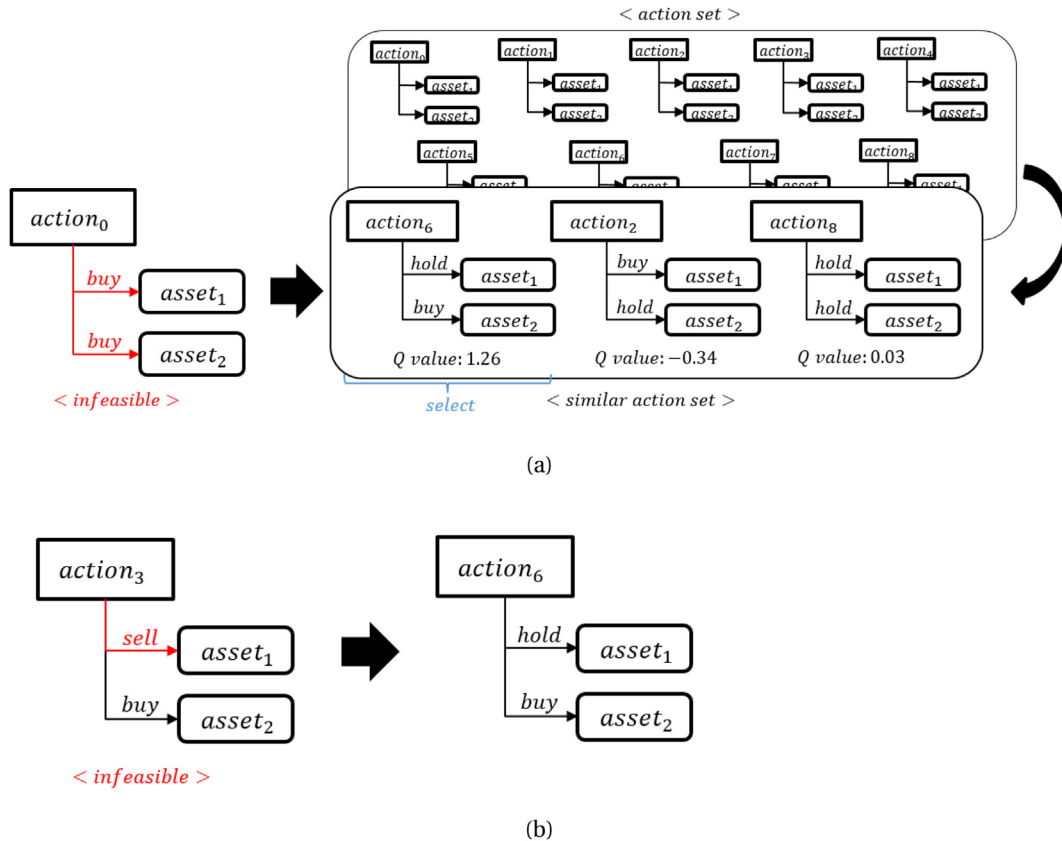 < action set >
action₀ action₁ action₂ action₃ action₄
asset₁ asset₁ asset₁ asset₁ asset₁
asset₂ asset₂ asset₂ asset₂ asset₂
action₅ action₆ action₇ action₈
asset₁
action₀
buy asset₁
buy asset₂
< infeasible >
action₆ action₂ action₈
hold asset₁ buy asset₁ hold asset₁
buy asset₂ hold asset₂ hold asset₂
Q value: 1.26 Q value: −0.34 Q value: 0.03
select < similar action set >
(a)
action₃ action₆
sell asset₁ hold asset₁
buy asset₂ buy asset₂
< infeasible >
(b)